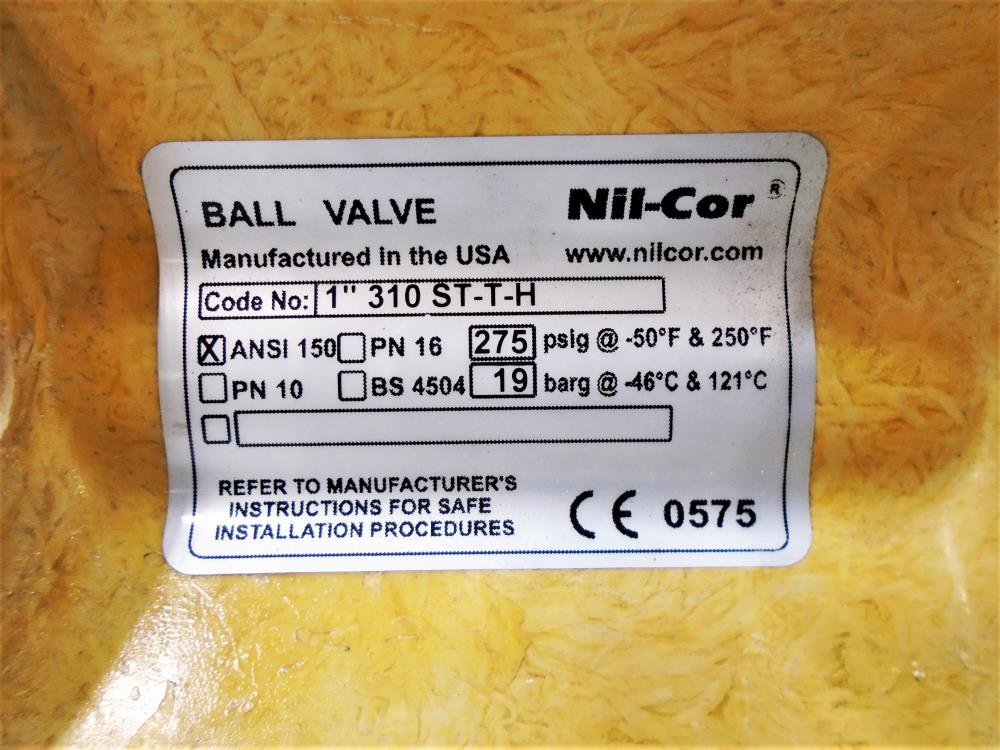 BALL VALVE Nil-Cor ®
Manufactured in the USA www.nilcor.com
Code No: 1" 310 ST-T-H
X ANSI 150 PN 16 275 psig @ -50°F & 250°F
PN 10 BS 4504 19 barg @ -46°C & 121°C
REFER TO MANUFACTURER'S
INSTRUCTIONS FOR SAFE
INSTALLATION PROCEDURES
CE 0575